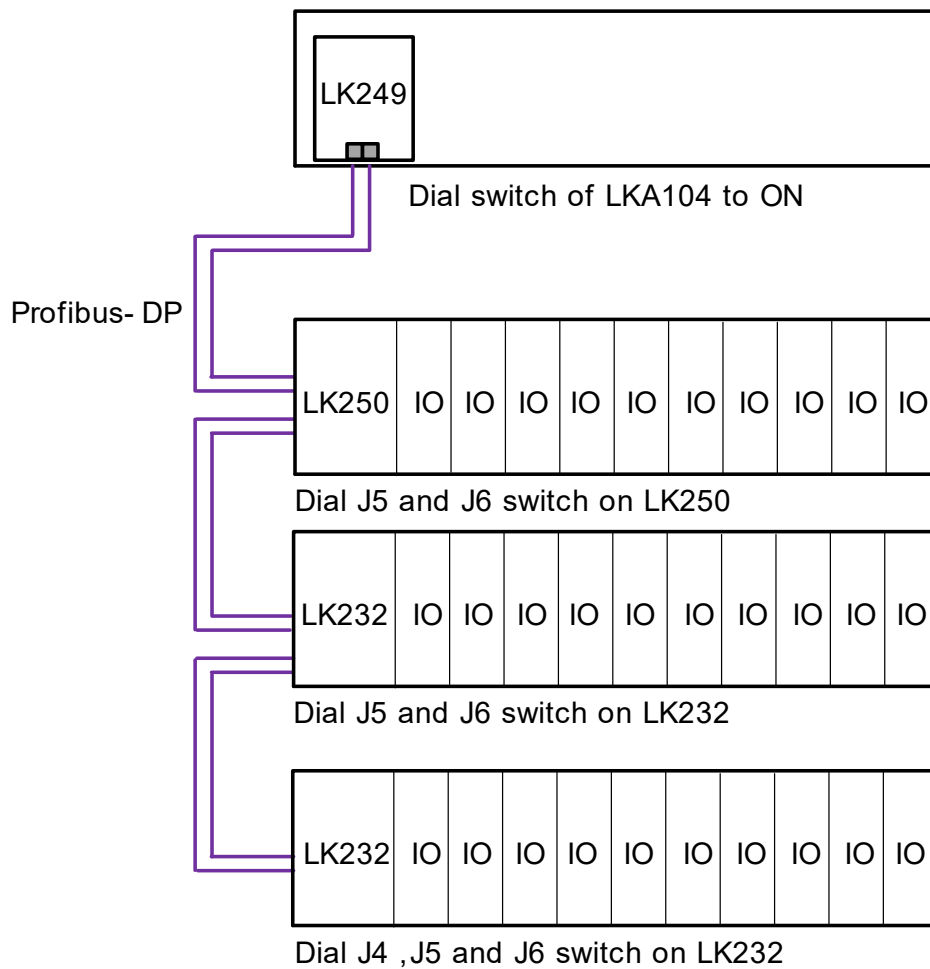 LK249
Dial switch of LKA104 to ON
Profibus- DP
LK250 IO IO IO IO IO IO IO IO IO IO
Dial J5 and J6 switch on LK250
LK232 IO IO IO IO IO IO IO IO IO IO
Dial J5 and J6 switch on LK232
LK232 IO IO IO IO IO IO IO IO IO IO
Dial J4 ,J5 and J6 switch on LK232